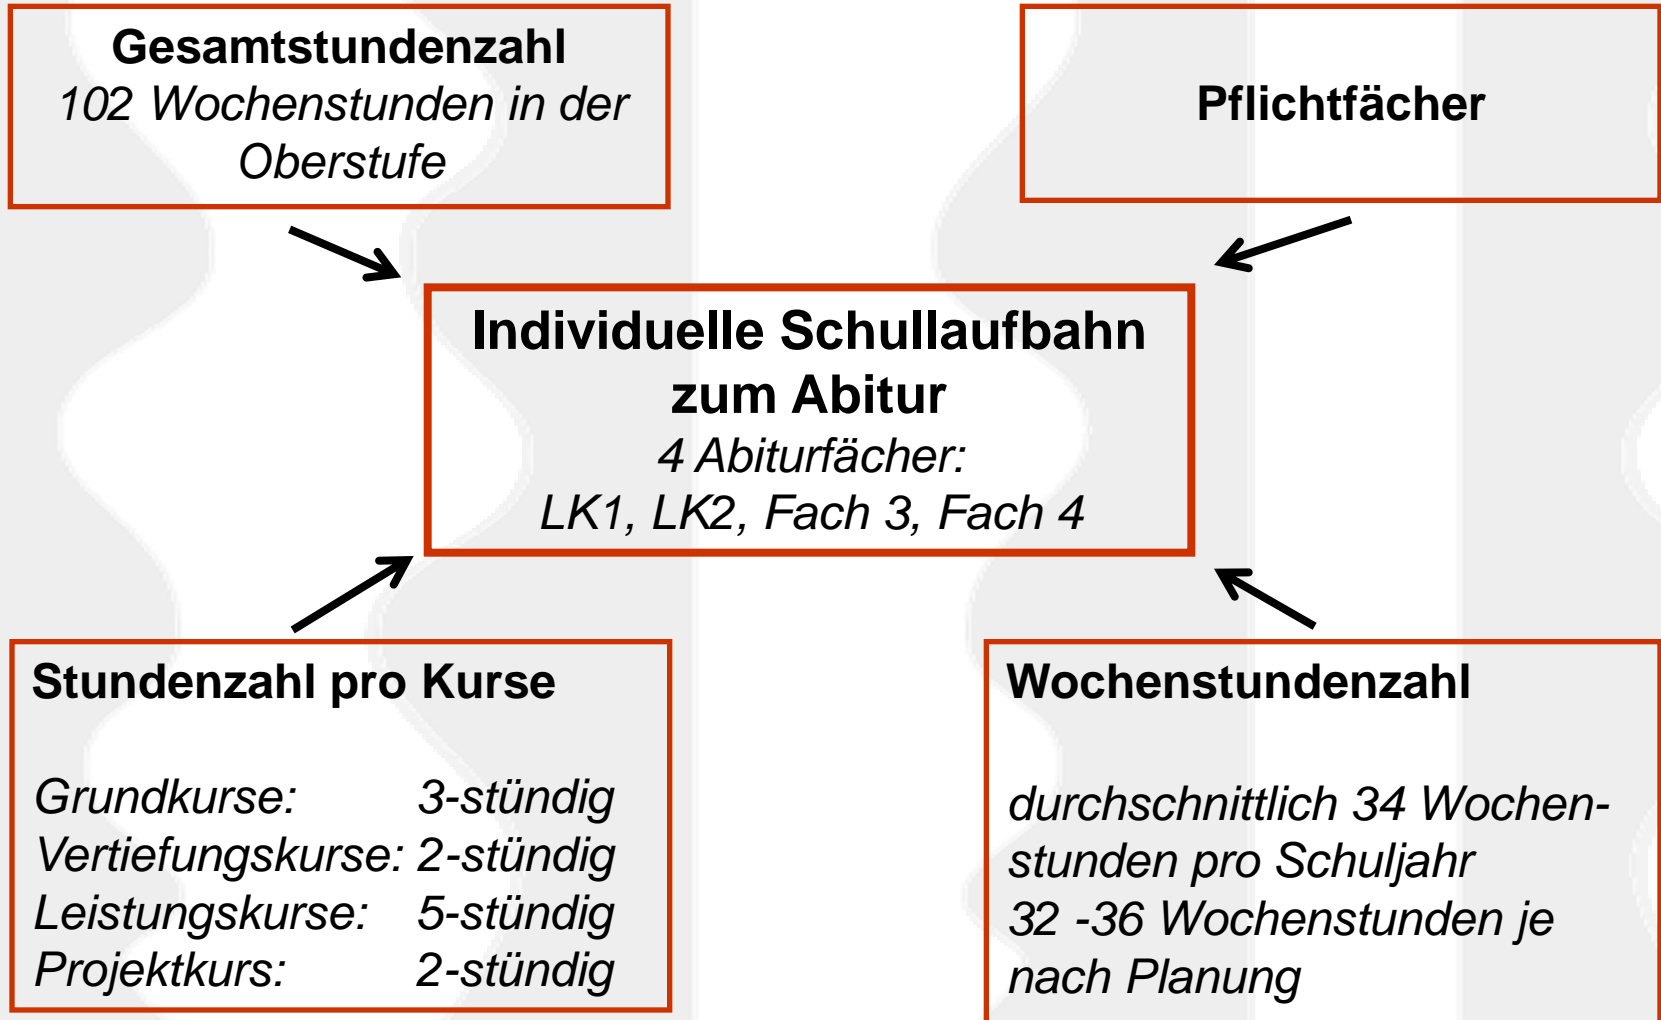 Gesamtstundenzahl
102 Wochenstunden in der
Oberstufe
Pflichtfächer
Individuelle Schullaufbahn
zum Abitur
4 Abiturfächer:
LK1, LK2, Fach 3, Fach 4
Stundenzahl pro Kurse
Grundkurse: 3-stündig
Vertiefungskurse: 2-stündig
Leistungskurse: 5-stündig
Projektkurs: 2-stündig
Wochenstundenzahl
durchschnittlich 34 Wochen-
stunden pro Schuljahr
32 -36 Wochenstunden je
nach Planung